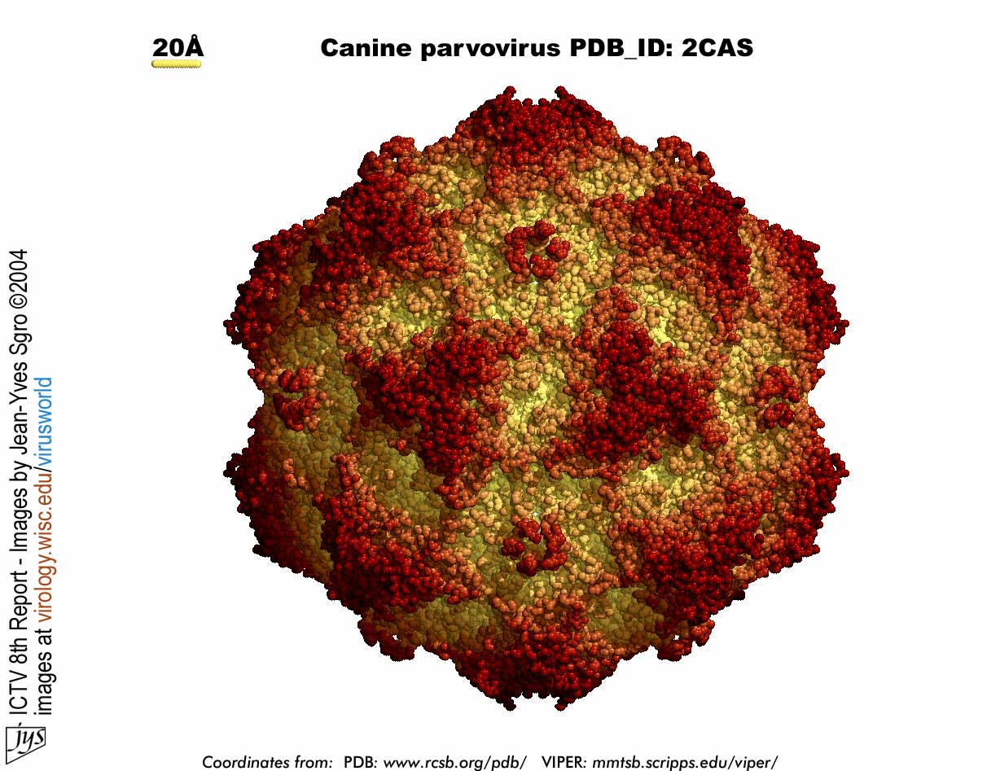 20Å
Canine parvovirus PDB_ID: 2CAS
ICTV 8th Report - Images by Jean-Yves Sgro ©2004
images at virology.wisc.edu/virusworld
jys
Coordinates from: PDB: www.rcsb.org/pdb/ VIPER: mmtsb.scripps.edu/viper/